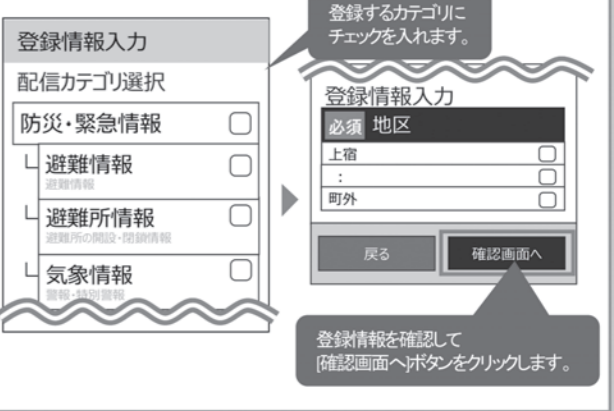 登録するカテゴリに
チェックを入れます。
登録情報入力
配信カテゴリ選択
防災・緊急情報
避難情報
避難情報
避難所情報
避難所の開設・閉鎖情報
気象情報
警報・特別警報
登録情報入力
必須 地区
上宿
:
町外
戻る
確認画面へ
登録情報を確認して
[確認画面へ]ボタンをクリックします。